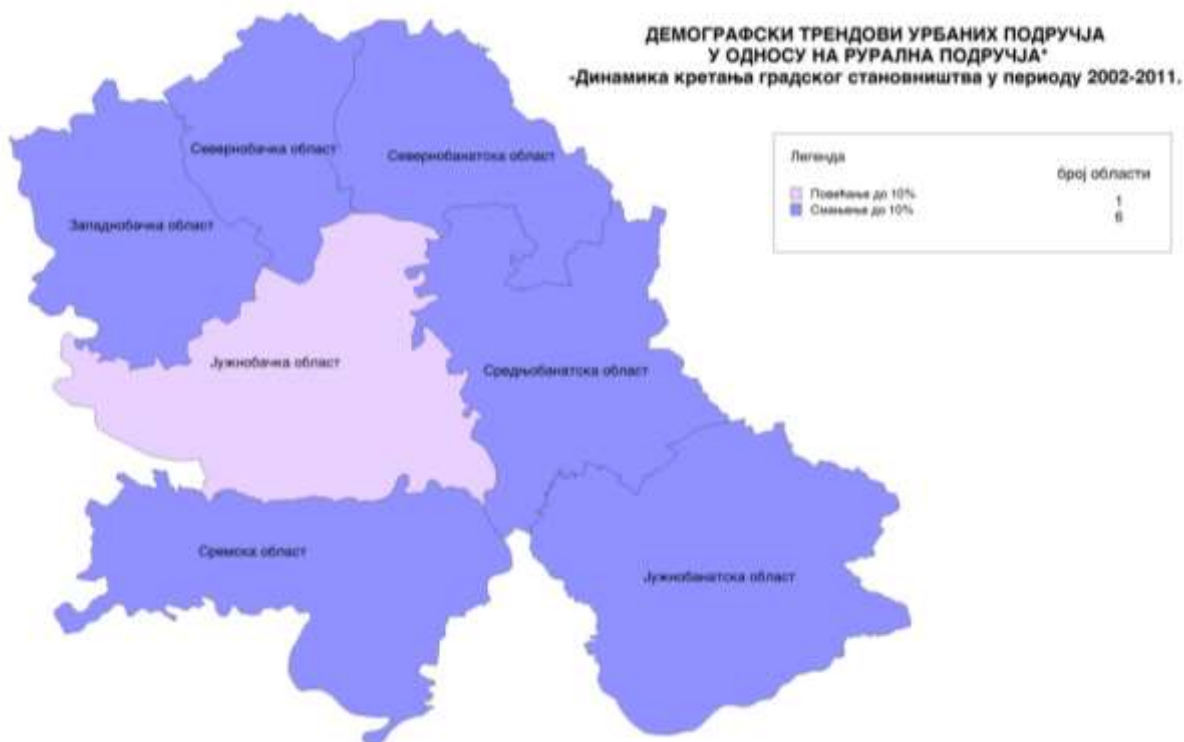 ДЕМОГРАФСКИ ТРЕНДОВИ УРБАНИХ ПОДРУЧЈА
У ОДНОСУ НА РУРАЛНА ПОДРУЧЈА*
-Динамика кретања градског становништва у периоду 2002-2011.
Легенда
број области
Повећање до 10% 1
Смањење до 10% 6
Севернобачка област
Севернобанатска област
Западнобачка област
Јужнобачка област
Средњобанатска област
Сремска област
Јужнобанатска област